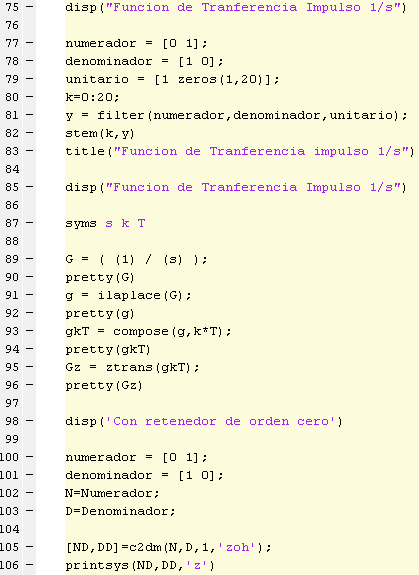 75 - disp("Funcion de Tranferencia Impulso 1/s")
76
77 - numerador = [0 1];
78 - denominador = [1 0];
79 - unitario = [1 zeros(1,20)];
80 - k=0:20;
81 - y = filter(numerador,denominador,unitario);
82 - stem(k,y)
83 - title("Funcion de Tranferencia impulso 1/s")
84
85 - disp("Funcion de Tranferencia Impulso 1/s")
86
87 - syms s k T
88
89 - G = ( (1) / (s) );
90 - pretty(G)
91 - g = ilaplace(G);
92 - pretty(g)
93 - gkT = compose(g,k*T);
94 - pretty(gkT)
95 - Gz = ztrans(gkT);
96 - pretty(Gz)
97
98 - disp('Con retenedor de orden cero')
99
100 - numerador = [0 1];
101 - denominador = [1 0];
102 - N=Numerador;
103 - D=Denominador;
104
105 - [ND,DD]=c2dm(N,D,1,'zoh');
106 - printsys(ND,DD,'z')